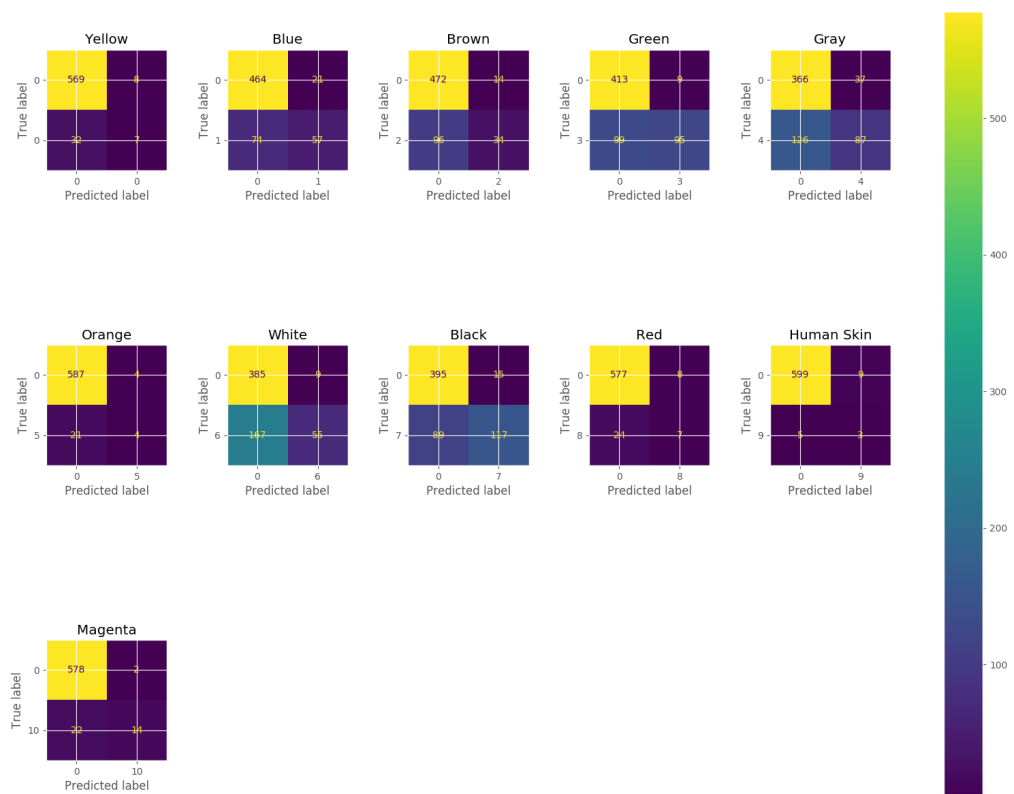 Yellow Blue Brown Green Gray
True label 0 569 8 True label 0 464 21 True label 0 472 14 True label 0 413 9 True label 0 366 37
0 32 7 1 74 57 2 96 34 3 99 95 4 126 87
0 0 0 1 0 2 0 3 0 4
Predicted label Predicted label Predicted label Predicted label Predicted label
Orange White Black Red Human Skin
True label 0 587 4 True label 0 385 9 True label 0 395 15 True label 0 577 8 True label 0 599 9
5 21 4 6 167 55 7 89 117 8 24 7 9 5 3
0 5 0 6 0 7 0 8 0 9
Predicted label Predicted label Predicted label Predicted label Predicted label
Magenta
True label 0 578 2
10 22 14
0 10
Predicted label
500
400
300
200
100